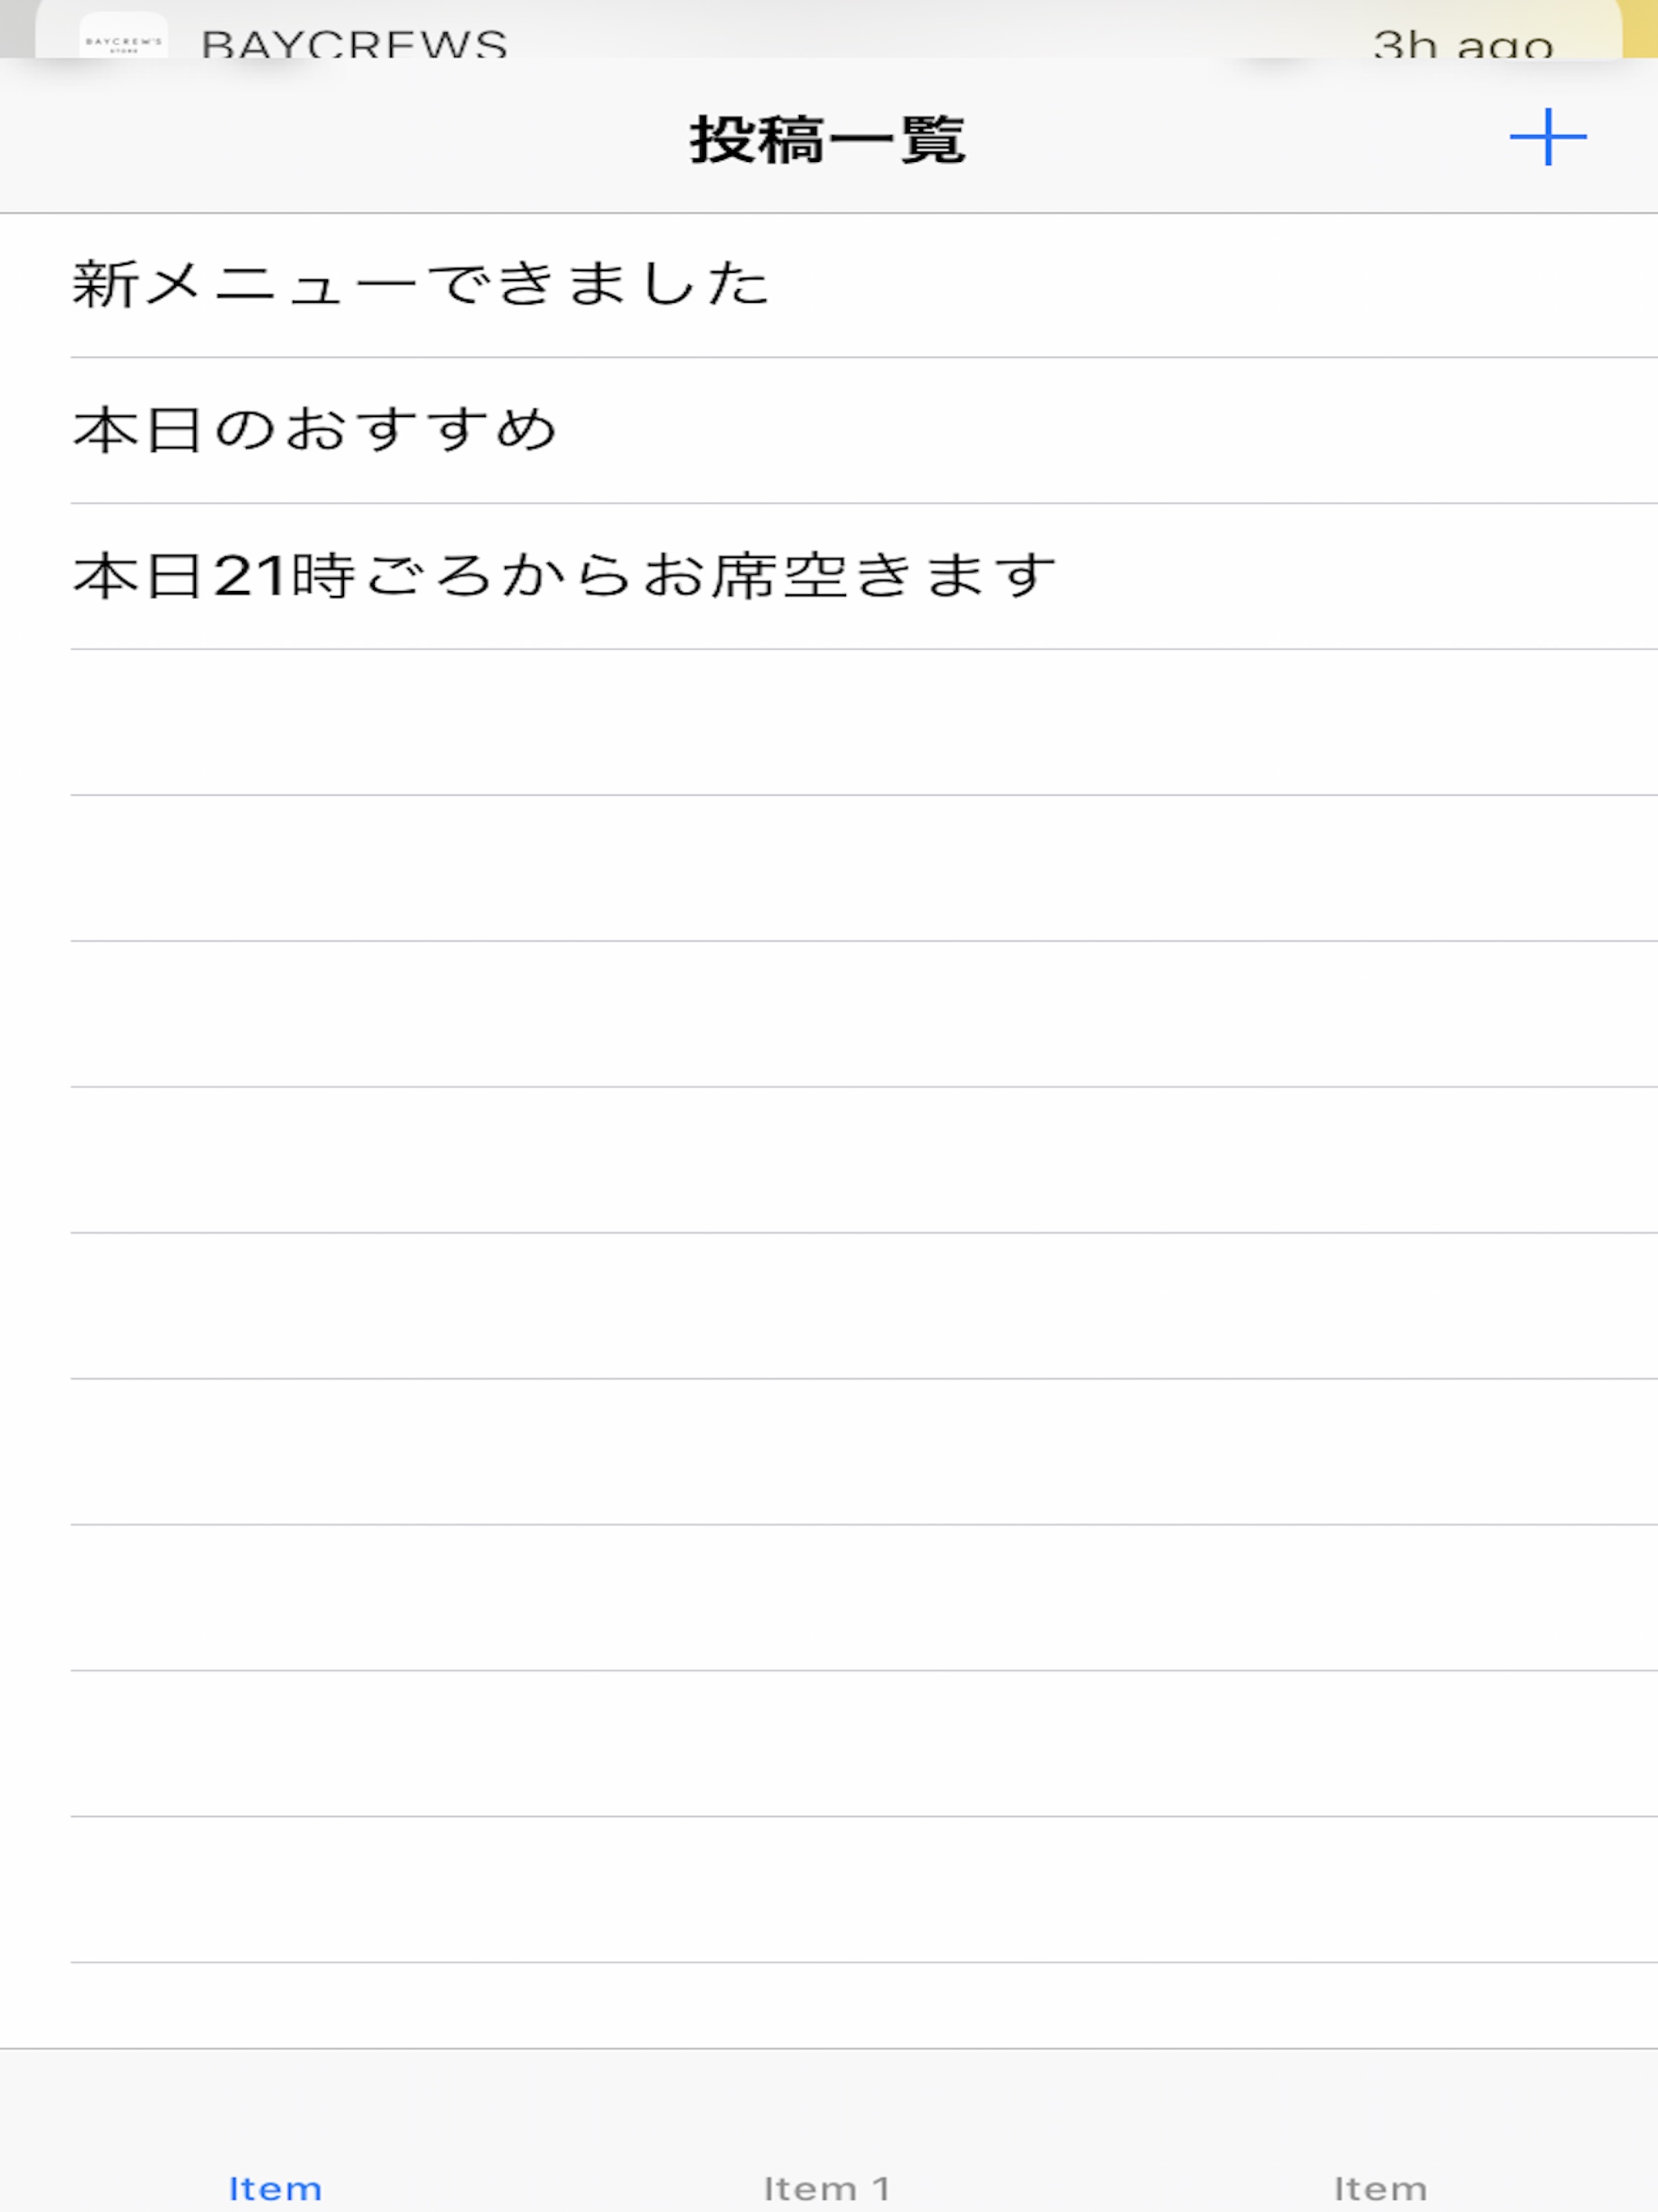 BAYCREW'S
STORE
BAYCREWS
3h ago
投稿一覧
新メニューできました
本日のおすすめ
本日21時ごろからお席空きます
Item
Item 1
Item